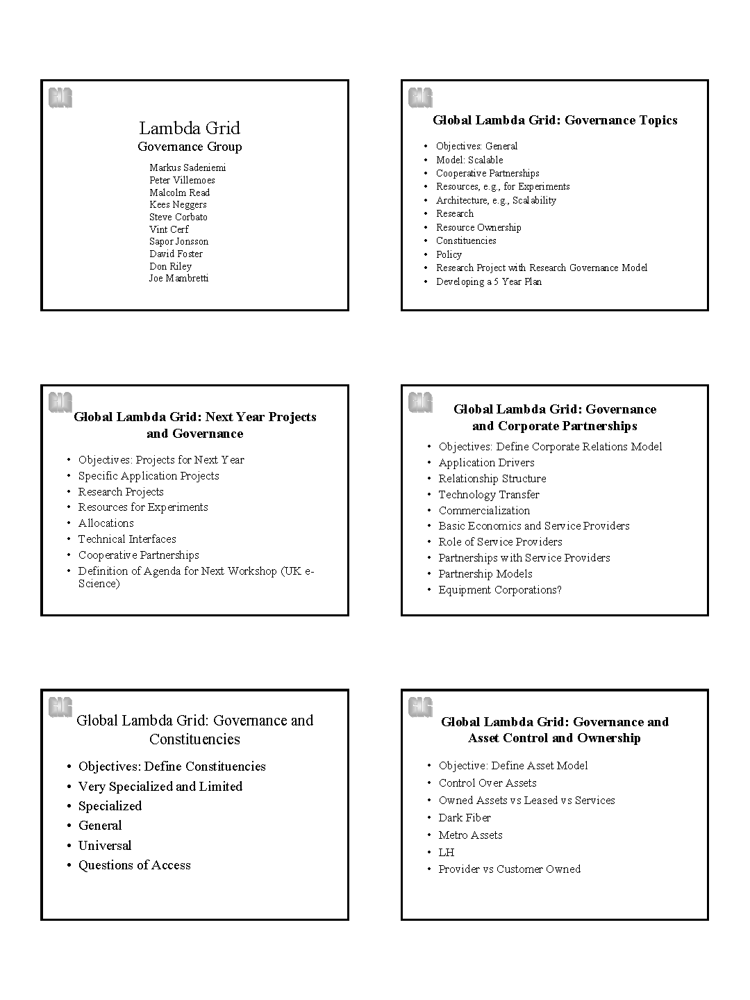 Lambda Grid
Governance Group
Markus Sadeniemi
Peter Villemoes
Malcolm Read
Kees Neggers
Steve Corbato
Vint Cerf
Sapor Jonsson
David Foster
Don Riley
Joe Mambretti
Global Lambda Grid: Governance Topics
• Objectives: General
• Model: Scalable
• Cooperative Partnerships
• Resources, e.g., for Experiments
• Architecture, e.g., Scalability
• Research
• Resource Ownership
• Constituencies
• Policy
• Research Project with Research Governance Model
• Developing a 5 Year Plan
Global Lambda Grid: Next Year Projects
and Governance
• Objectives: Projects for Next Year
• Specific Application Projects
• Research Projects
• Resources for Experiments
• Allocations
• Technical Interfaces
• Cooperative Partnerships
• Definition of Agenda for Next Workshop (UK e-
Science)
Global Lambda Grid: Governance
and Corporate Partnerships
• Objectives: Define Corporate Relations Model
• Application Drivers
• Relationship Structure
• Technology Transfer
• Commercialization
• Basic Economics and Service Providers
• Role of Service Providers
• Partnerships with Service Providers
• Partnership Models
• Equipment Corporations?
Global Lambda Grid: Governance and
Constituencies
• Objectives: Define Constituencies
• Very Specialized and Limited
• Specialized
• General
• Universal
• Questions of Access
Global Lambda Grid: Governance and
Asset Control and Ownership
• Objective: Define Asset Model
• Control Over Assets
• Owned Assets vs Leased vs Services
• Dark Fiber
• Metro Assets
• LH
• Provider vs Customer Owned